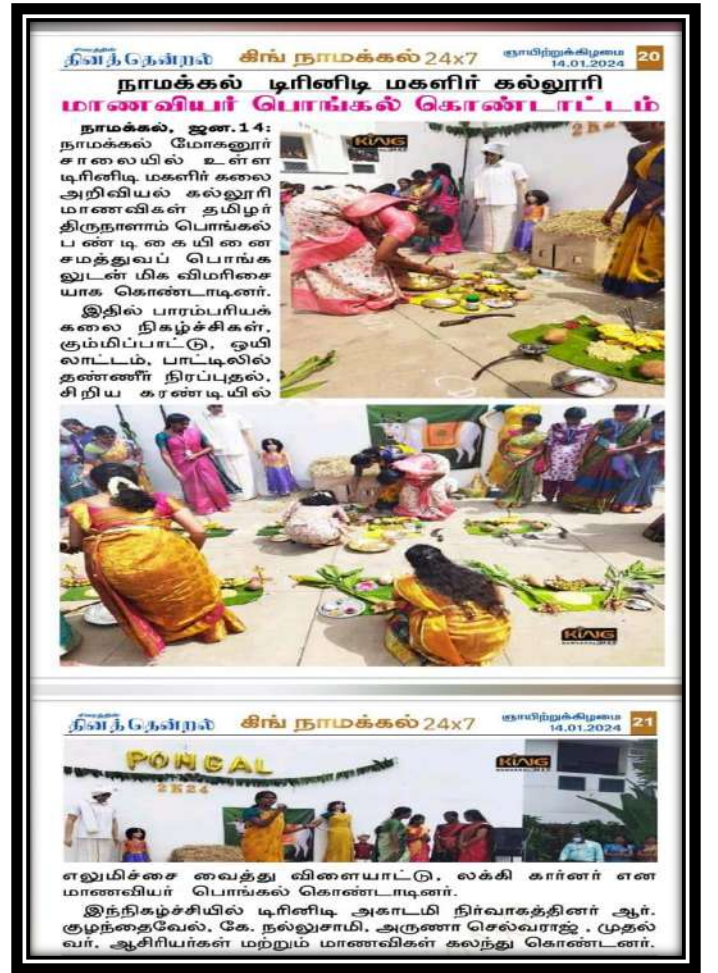 தினத்தென்றல் கிங் நாமக்கல் 24x7 ஞாயிற்றுக்கிழமை 14.01.2024 20
நாமக்கல் டிரினிடி மகளிர் கல்லூரி
மாணவியர் பொங்கல் கொண்டாட்டம்
நாமக்கல், ஜன.14:
நாமக்கல் மோகனூர்
சாலையில் உள்ள
டிரினிடி மகளிர் கலை
அறிவியல் கல்லூரி
மாணவிகள் தமிழர்
திருநாளாம் பொங்கல்
பண்டிகையினை
சமத்துவப் பொங்க
லுடன் மிக விமரிசை
யாக கொண்டாடினர்.
இதில் பாரம்பரியக்
கலை நிகழ்ச்சிகள்,
கும்மிப்பாட்டு, ஒயி
லாட்டம், பாட்டிலில்
தண்ணீர் நிரப்புதல்,
சிறிய கரண்டியில்
2K24
KING
KING
தினத்தென்றல் கிங் நாமக்கல் 24x7 ஞாயிற்றுக்கிழமை 14.01.2024 21
PONGAL
2K24
KING
எலுமிச்சை வைத்து விளையாட்டு, லக்கி கார்னர் என
மாணவியர் பொங்கல் கொண்டாடினர்.
இந்நிகழ்ச்சியில் டிரினிடி அகாடமி நிர்வாகத்தினர் ஆர்.
குழந்தைவேல், கே. நல்லுசாமி, அருணா செல்வராஜ் , முதல்
வர், ஆசிரியர்கள் மற்றும் மாணவிகள் கலந்து கொண்டனர்.